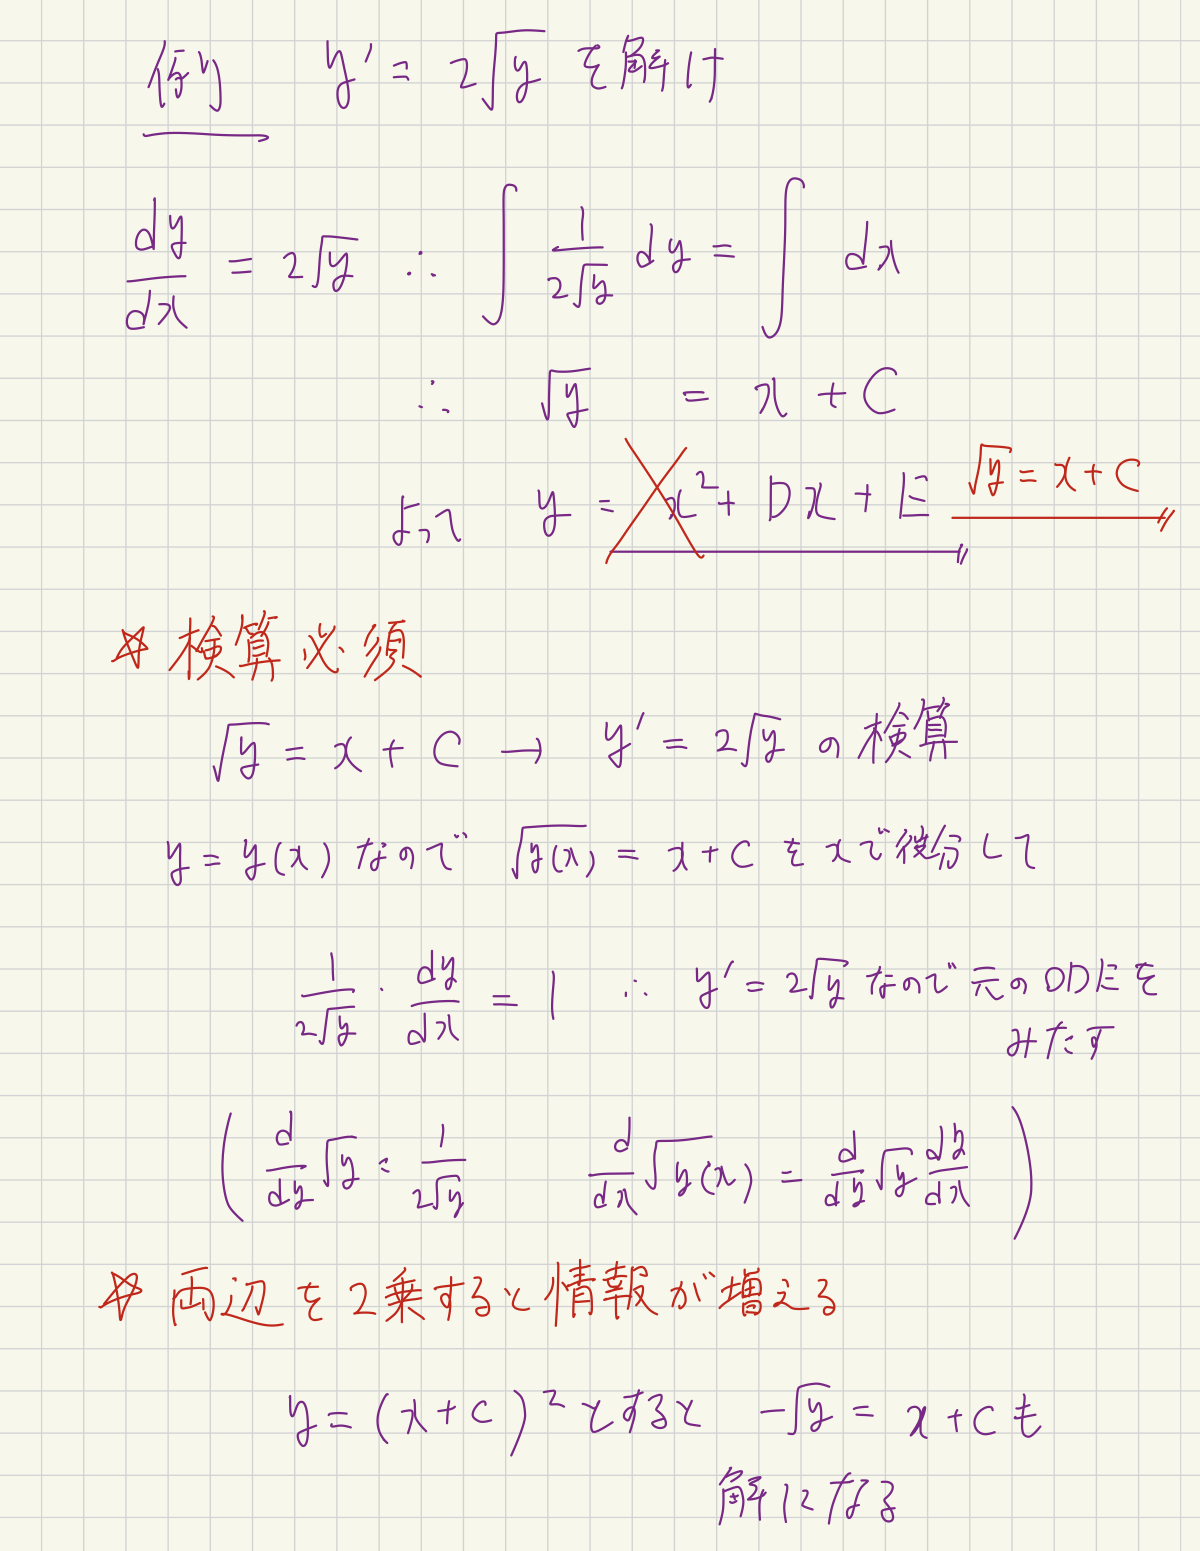 例 y' = 2√y を解け
dy/dx = 2√y ∴ ∫ 1/(2√y) dy = ∫ dx
∴ √y = x + C
よって y = x² + Dx + E √y = x + C
☆ 検算必須
√y = x + C → y' = 2√y の検算
y = y(x) なので √y(x) = x + C を x で微分して
1/(2√y) · dy/dx = 1 ∴ y' = 2√y なので元の ODE を
みたす
( d/dy √y = 1/(2√y) d/dx √y(x) = d/dy √y dy/dx )
☆ 両辺を2乗すると情報が増える
y = (x + C)² とすると -√y = x + C も
解になる